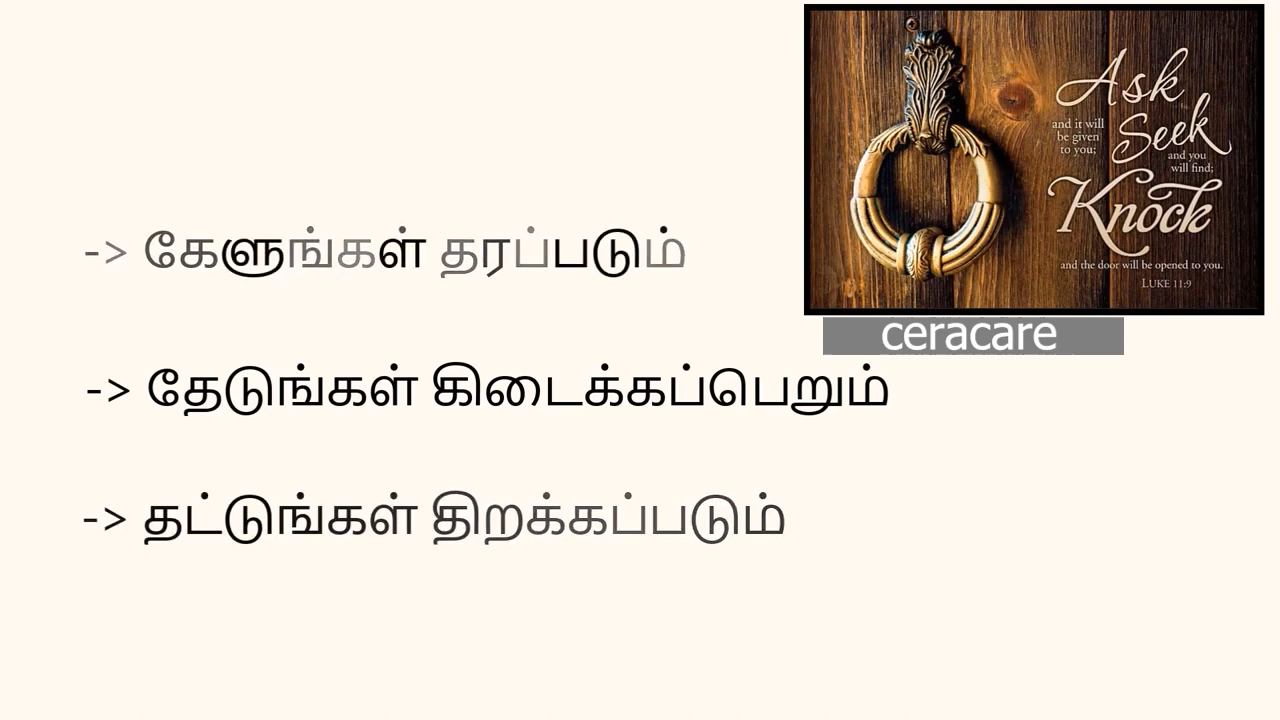 -> கேளுங்கள் தரப்படும்
-> தேடுங்கள் கிடைக்கப்பெறும்
-> தட்டுங்கள் திறக்கப்படும்
Ask
and it will
be given
to you;
Seek
and you
will find;
Knock
and the door will be opened to you.
LUKE 11:9
ceracare